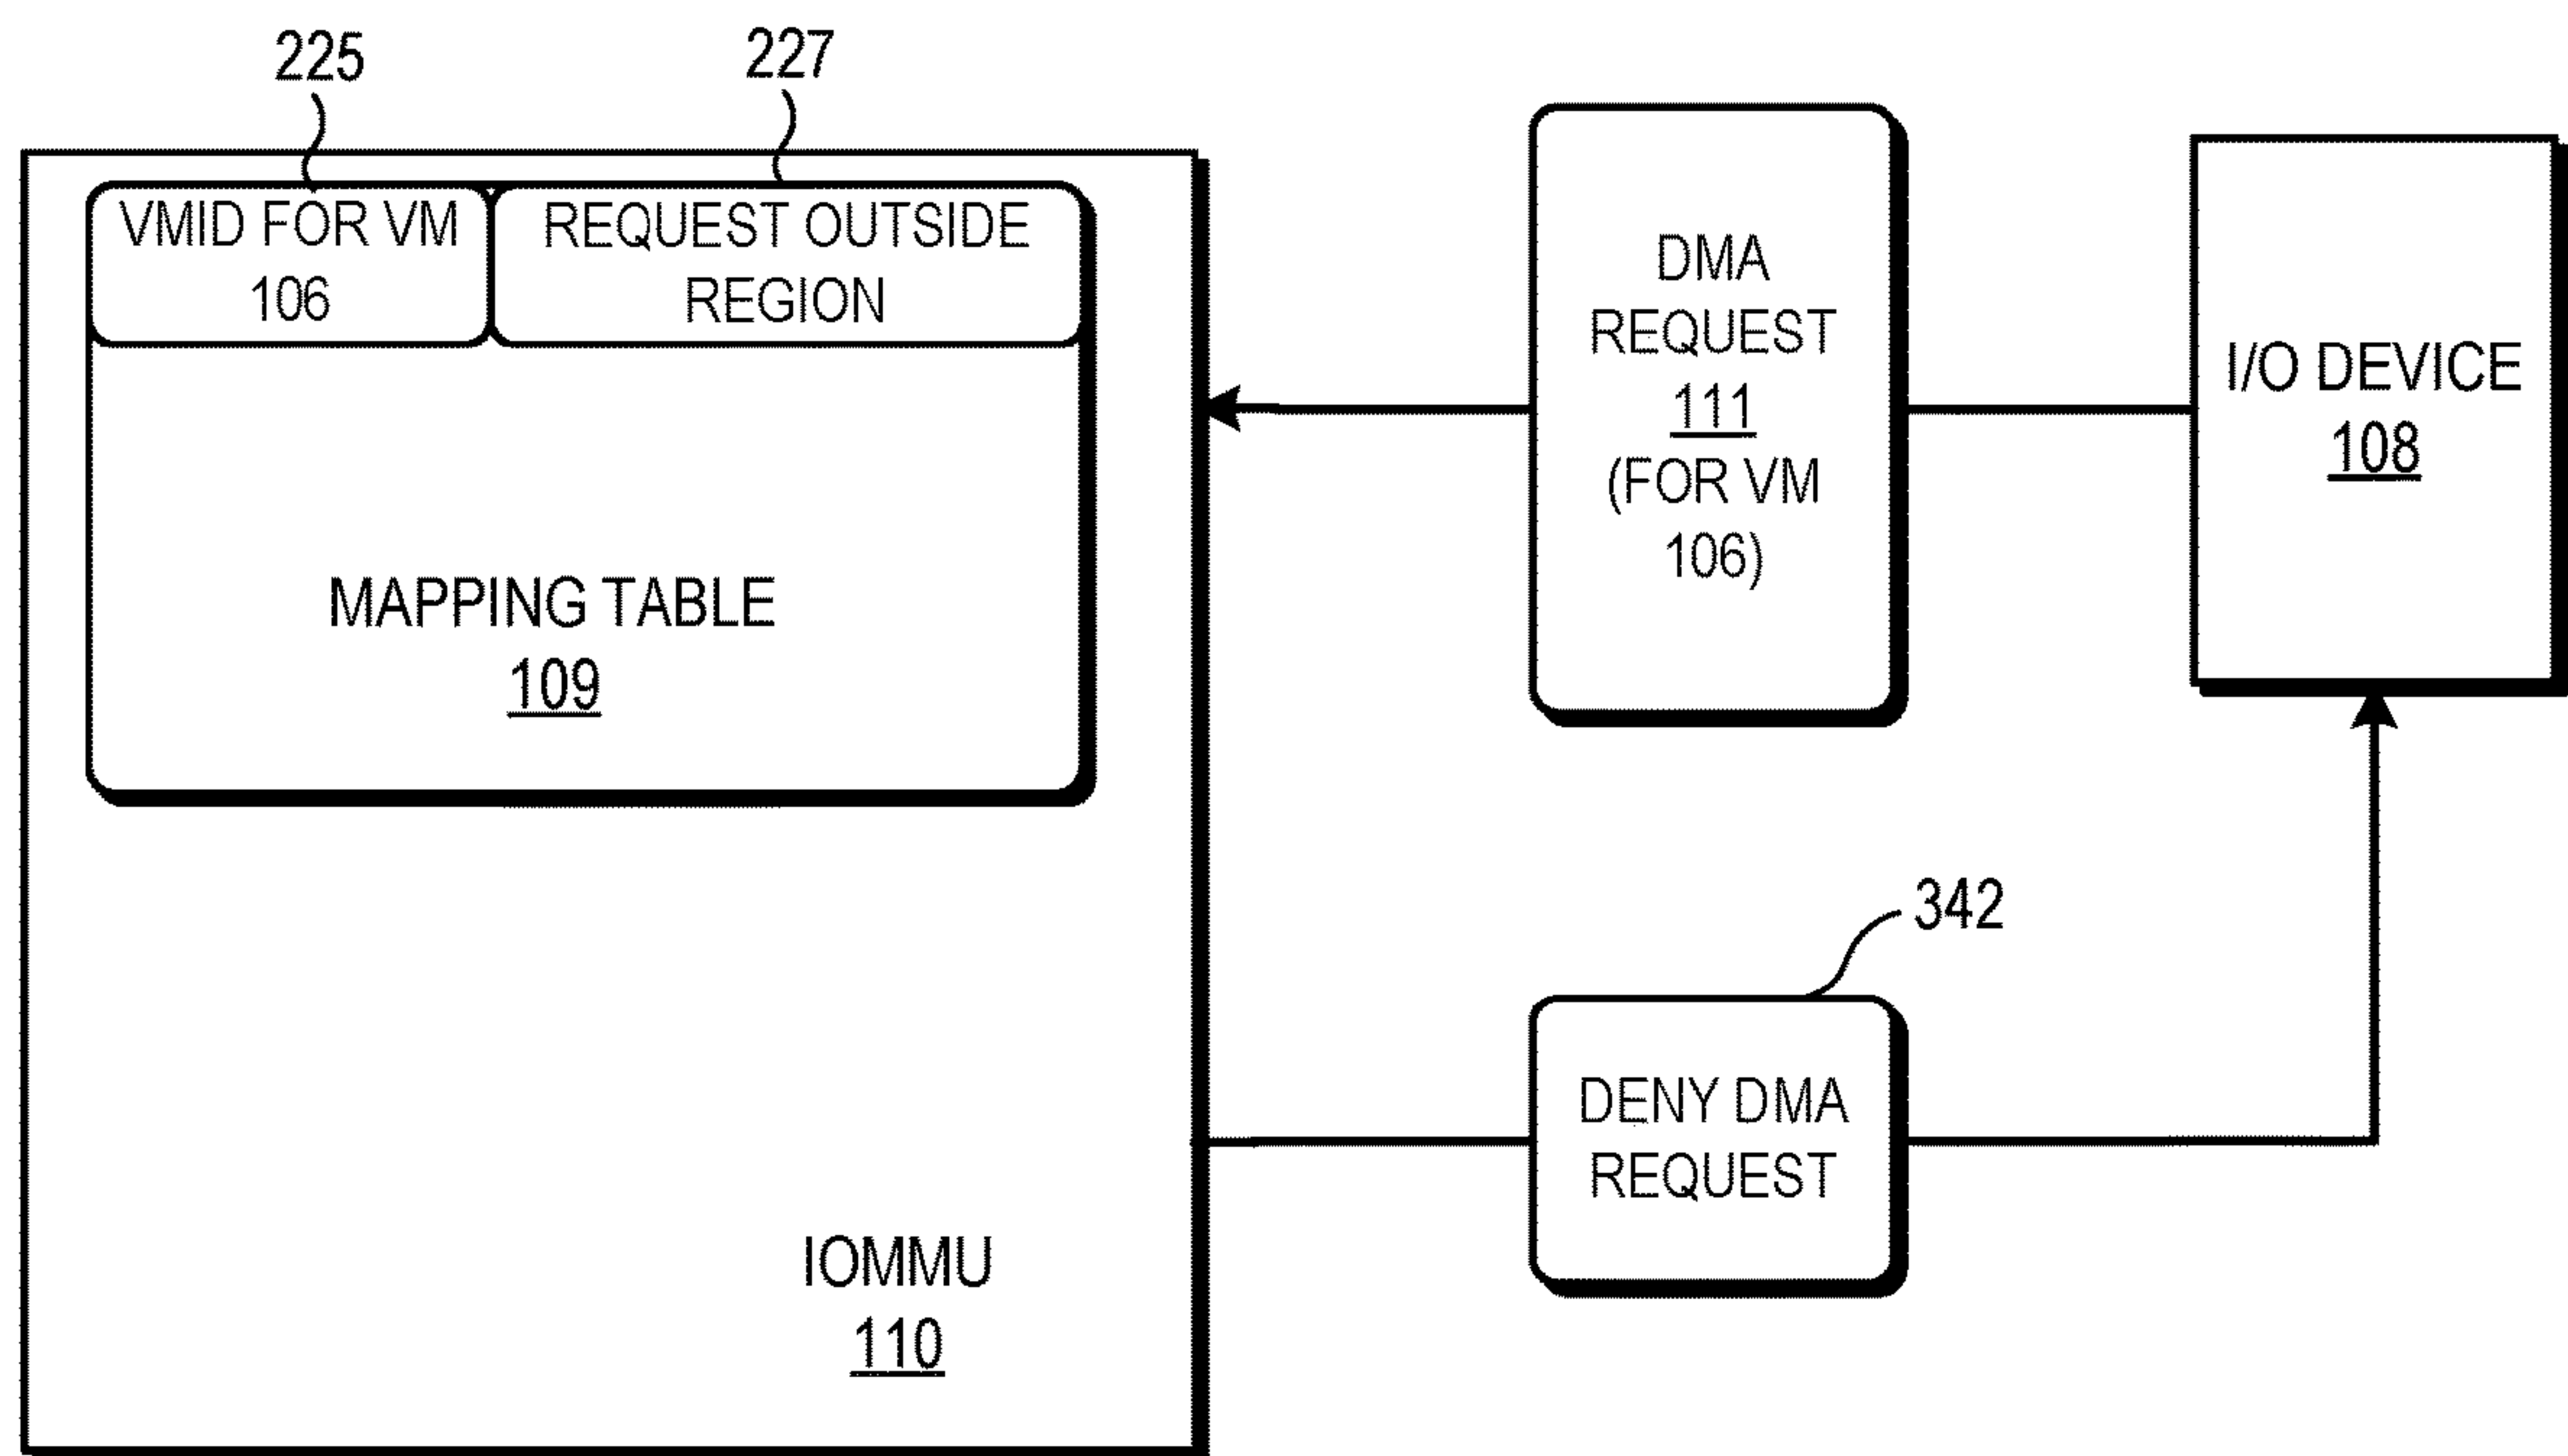 225
227
VMID FOR VM
106
REQUEST OUTSIDE
REGION
MAPPING TABLE
109
IOMMU
110
DMA
REQUEST
111
(FOR VM
106)
I/O DEVICE
108
342
DENY DMA
REQUEST